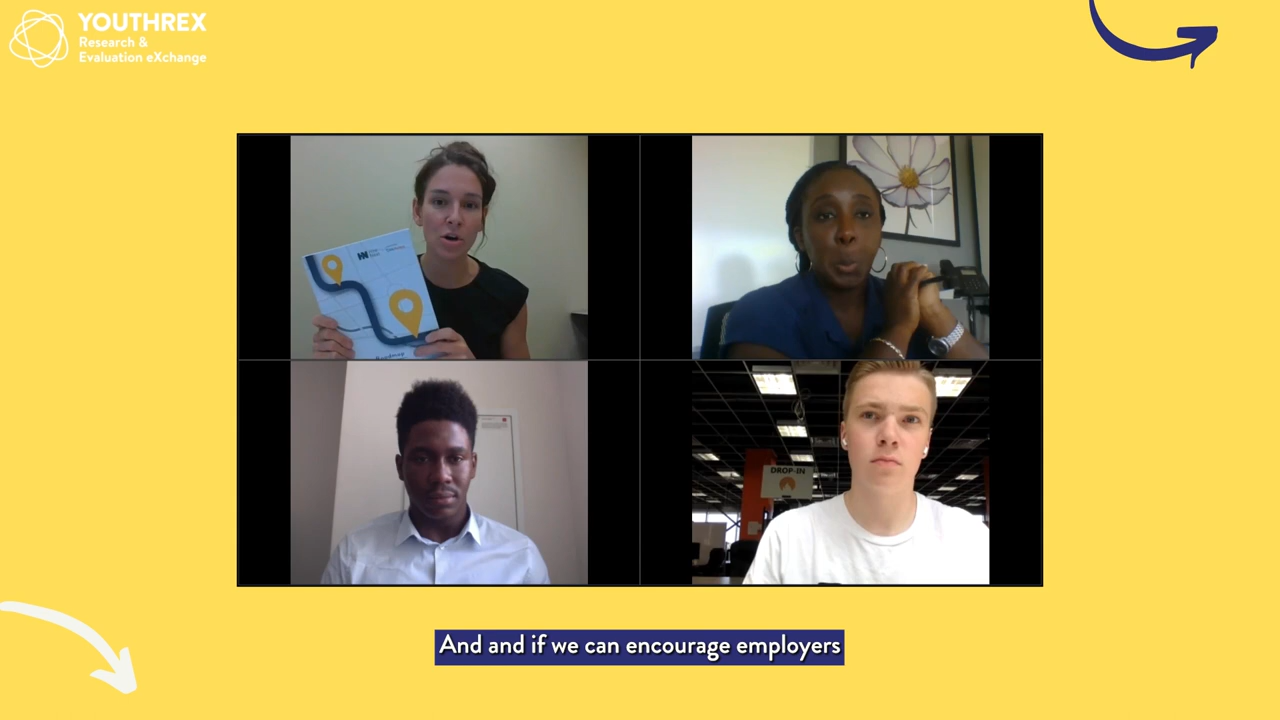 YOUTHREX
Research &
Evaluation eXchange
DROP-IN
And and if we can encourage employers